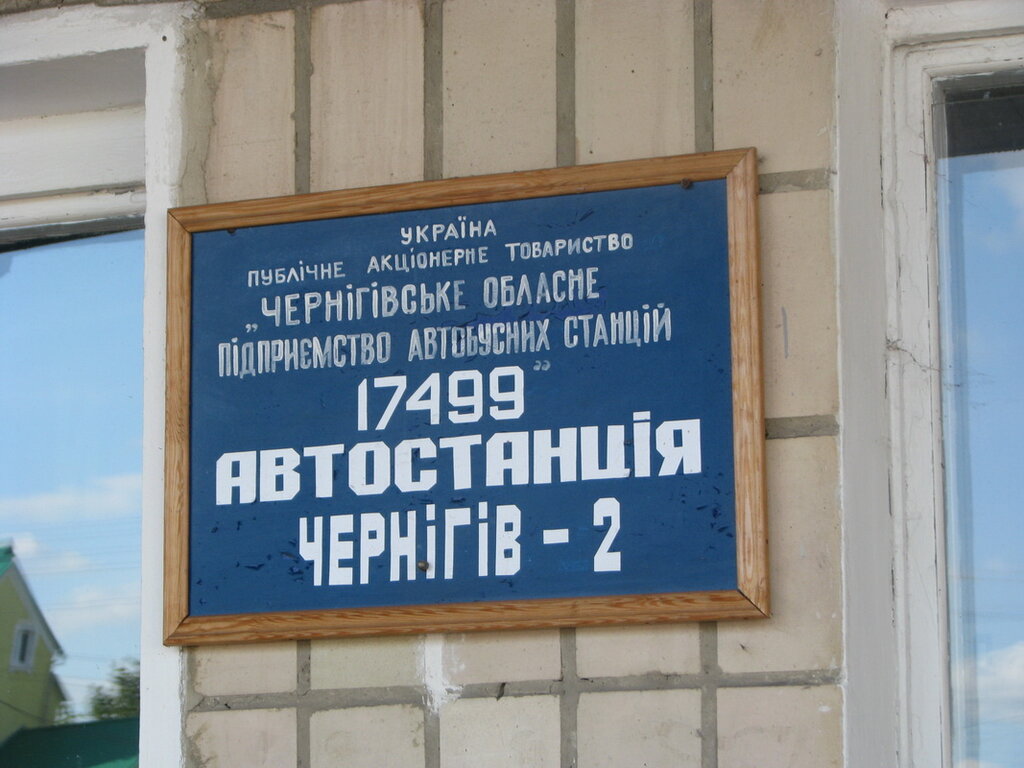 УКРАЇНА
ПУБЛІЧНЕ АКЦІОНЕРНЕ ТОВАРИСТВО
„ЧЕРНІГІВСЬКЕ ОБЛАСНЕ
ПІДПРИЄМСТВО АВТОБУСНИХ СТАНЦІЙ”
17499
АВТОСТАНЦІЯ
ЧЕРНІГІВ - 2